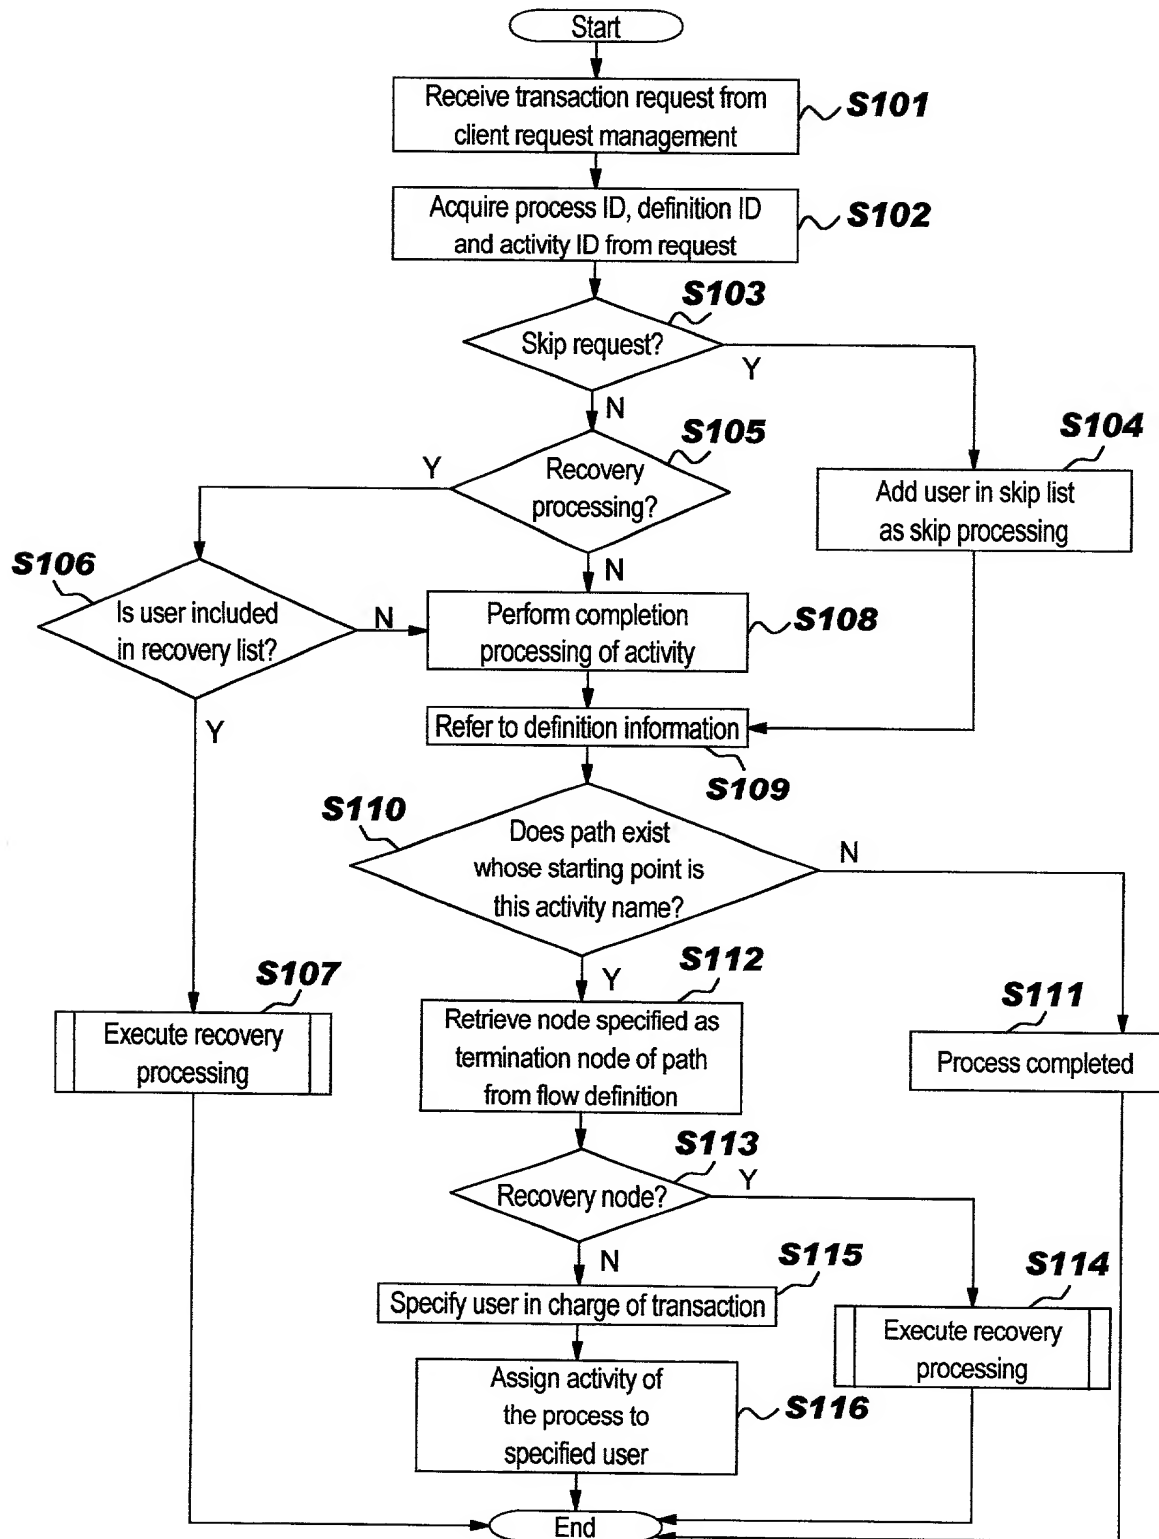 Start
Receive transaction request from
client request management
S101
Acquire process ID, definition ID
and activity ID from request
S102
S103
Skip request?
Y
N
S105
S104
Y
Recovery
processing?
Add user in skip list
as skip processing
S106
N
Is user included
in recovery list?
N
Perform completion
processing of activity
S108
Y
Refer to definition information
S109
S110
Does path exist
whose starting point is
this activity name?
N
S107
Y
S112
S111
Execute recovery
processing
Retrieve node specified as
termination node of path
from flow definition
Process completed
S113
Recovery node?
Y
N
S115
S114
Specify user in charge of transaction
Execute recovery
processing
Assign activity of
the process to
specified user
S116
End